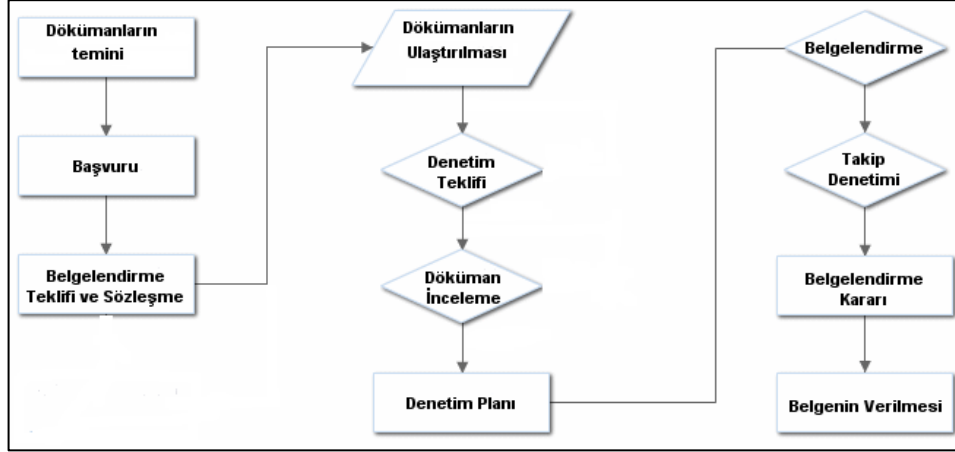 Dökümanların
temini
Başvuru
Belgelendirme
Teklifi ve Sözleşme
Dökümanların
Ulaştırılması
Denetim
Teklifi
Döküman
İnceleme
Denetim Planı
Belgelendirme
Takip
Denetimi
Belgelendirme
Kararı
Belgenin Verilmesi